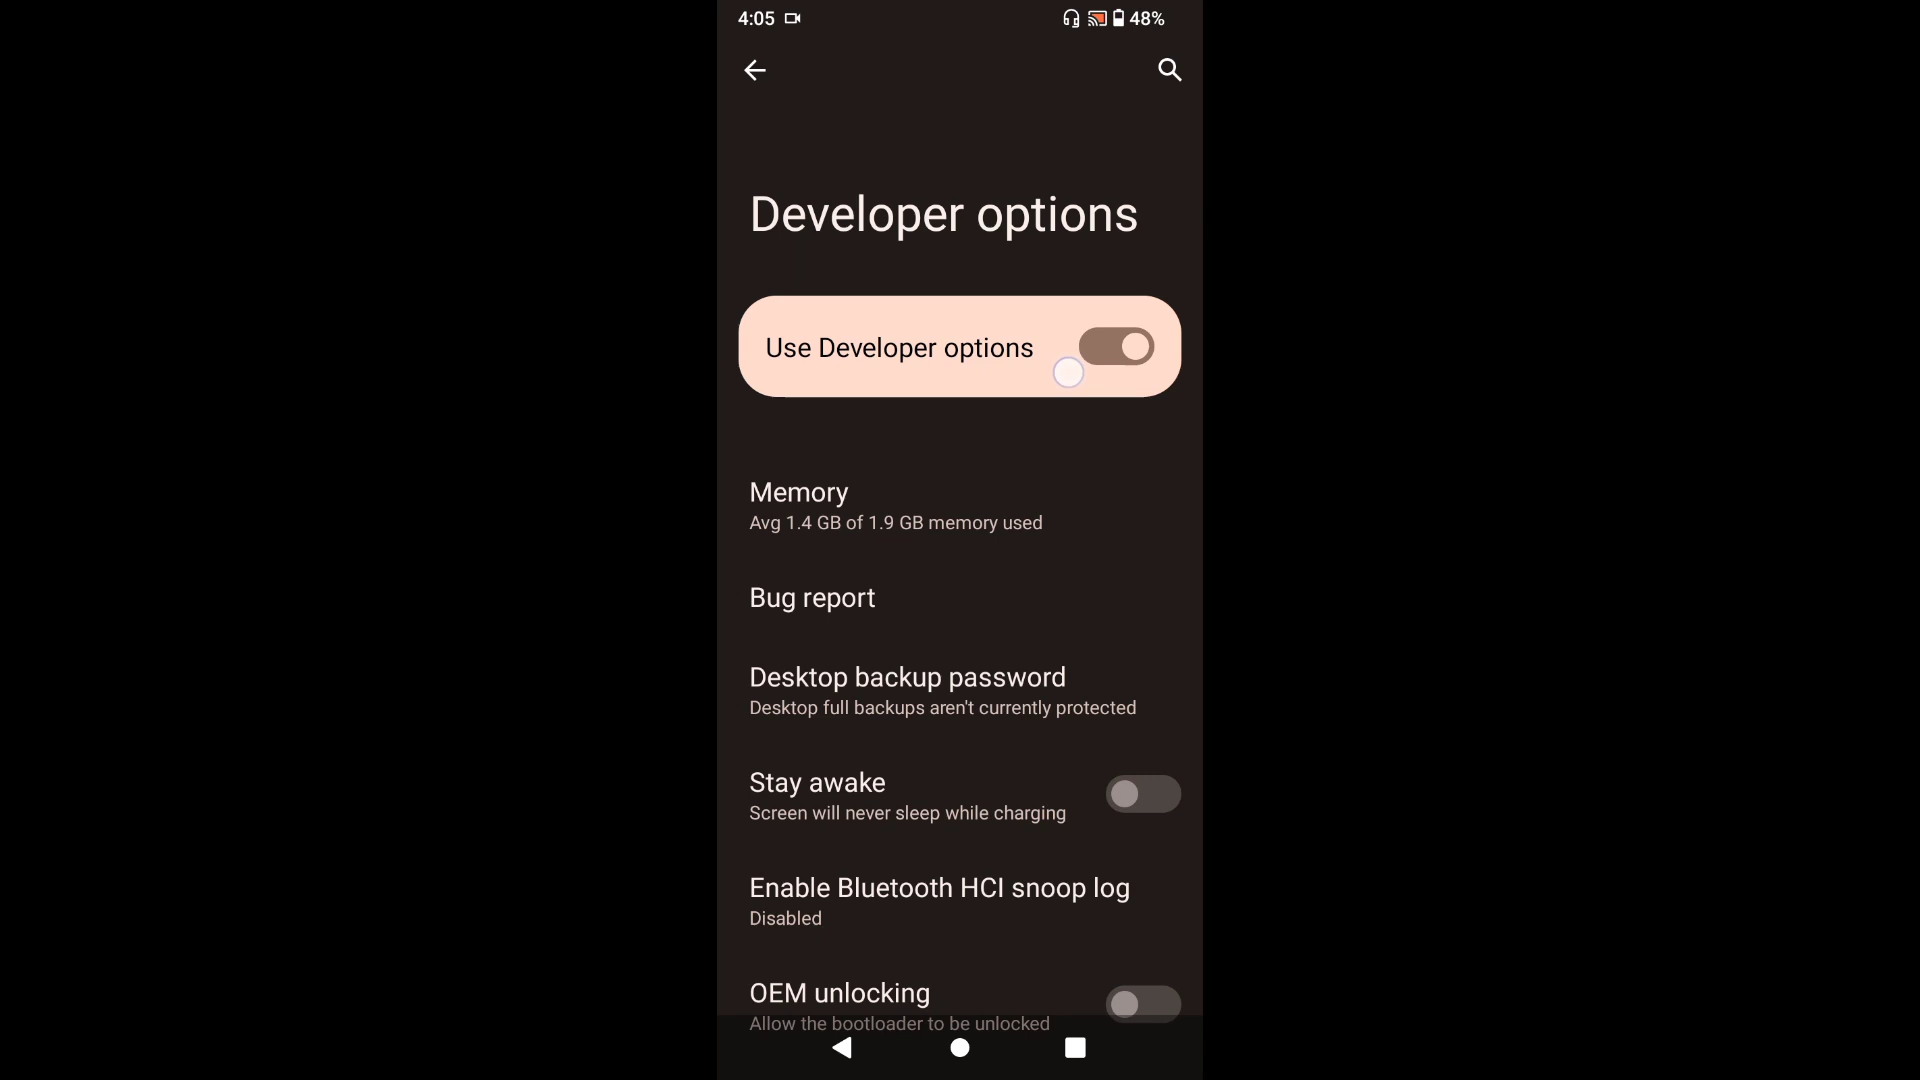 4:05 48%
Developer options
Use Developer options
Memory
Avg 1.4 GB of 1.9 GB memory used
Bug report
Desktop backup password
Desktop full backups aren't currently protected
Stay awake
Screen will never sleep while charging
Enable Bluetooth HCI snoop log
Disabled
OEM unlocking
Allow the bootloader to be unlocked